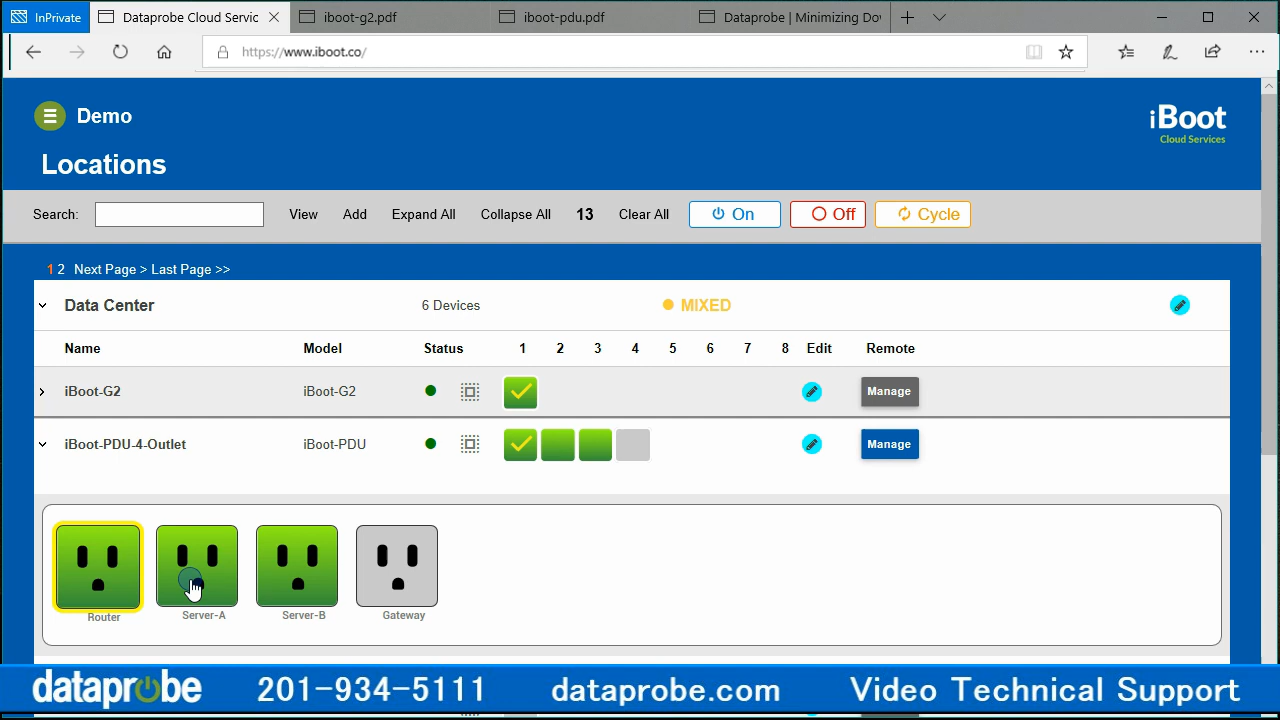 InPrivate
Dataprobe Cloud Servic
iboot-g2.pdf
iboot-pdu.pdf
Dataprobe | Minimizing Do
https://www.iboot.co/
Demo
iBoot
Cloud Services
Locations
Search: View Add Expand All Collapse All 13 Clear All On Off Cycle
1 2 Next Page > Last Page >>
Data Center 6 Devices MIXED
Name Model Status 1 2 3 4 5 6 7 8 Edit Remote
iBoot-G2 iBoot-G2 Manage
iBoot-PDU-4-Outlet iBoot-PDU Manage
Router Server-A Server-B Gateway
dataprobe 201-934-5111 dataprobe.com Video Technical Support